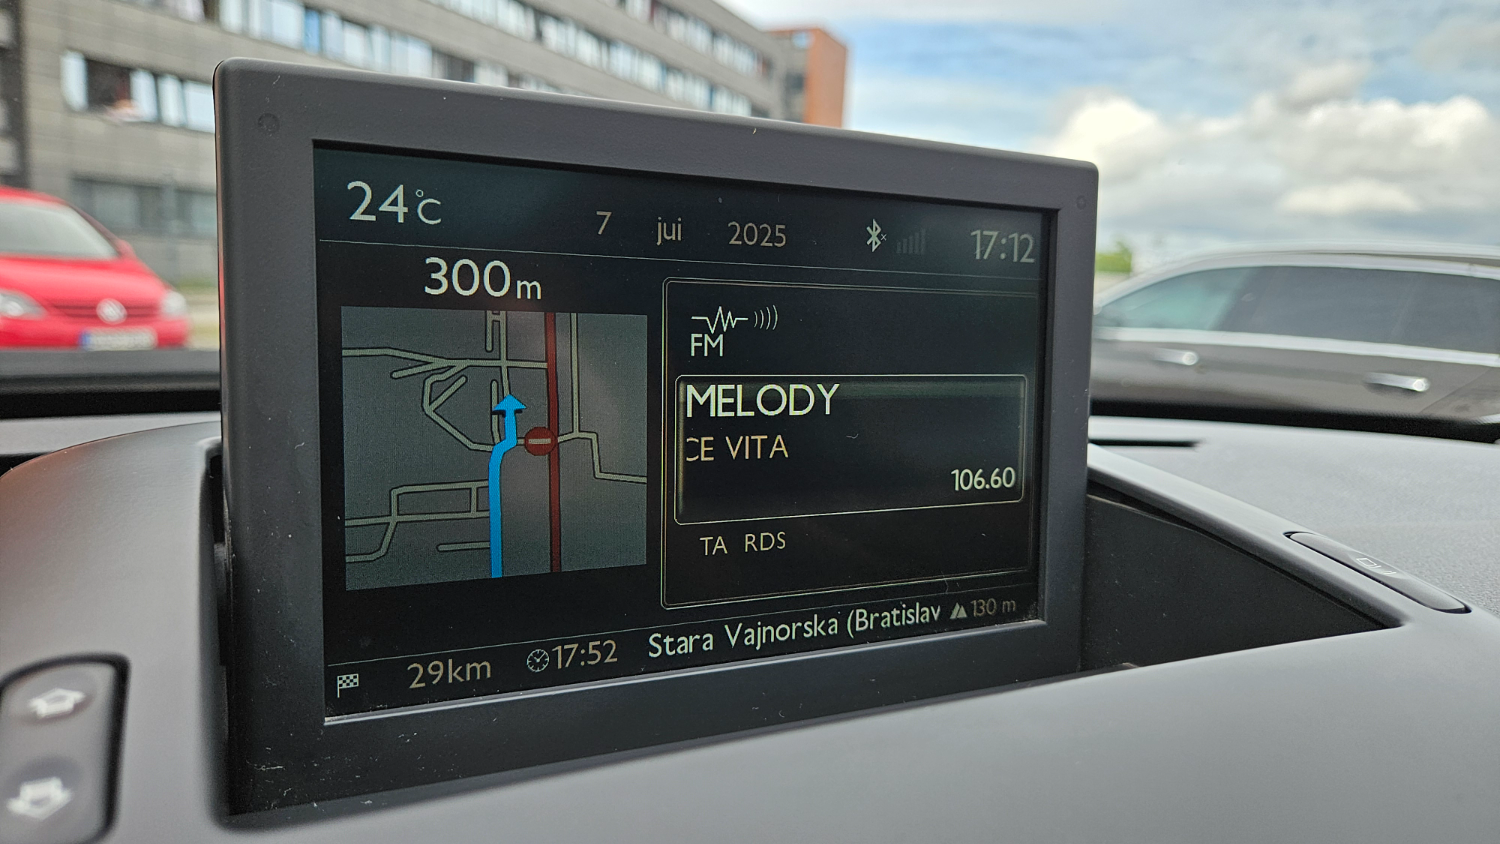 24°C 7 jui 2025 17:12
300m
FM
MELODY
CE VITA
106.60
TA RDS
29km 17:52 Stara Vajnorska (Bratislav 130 m